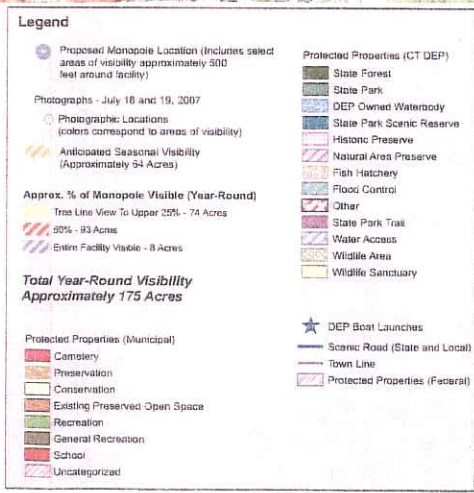 Legend
Proposed Monopole Location (Includes select
areas of visibility approximately 500
feet around facility)
Photographs - July 18 and 19, 2007
Photographic Locations
(colors correspond to areas of visibility)
Anticipated Seasonal Visibility
(Approximately 64 Acres)
Approx. % of Monopole Visible (Year-Round)
Tree Line View To Upper 25% - 74 Acres
50% - 93 Acres
Entire Facility Visible - 8 Acres
Total Year-Round Visibility
Approximately 175 Acres
Protected Properties (Municipal)
Cemetery
Preservation
Conservation
Existing Preserved Open Space
Recreation
General Recreation
School
Uncategorized
Protected Properties (CT DEP)
State Forest
State Park
DEP Owned Waterbody
State Park Scenic Reserve
Historic Preserve
Natural Area Preserve
Fish Hatchery
Flood Control
Other
State Park Trail
Water Access
Wildlife Area
Wildlife Sanctuary
DEP Boat Launches
Scenic Road (State and Local)
Town Line
Protected Properties (Federal)